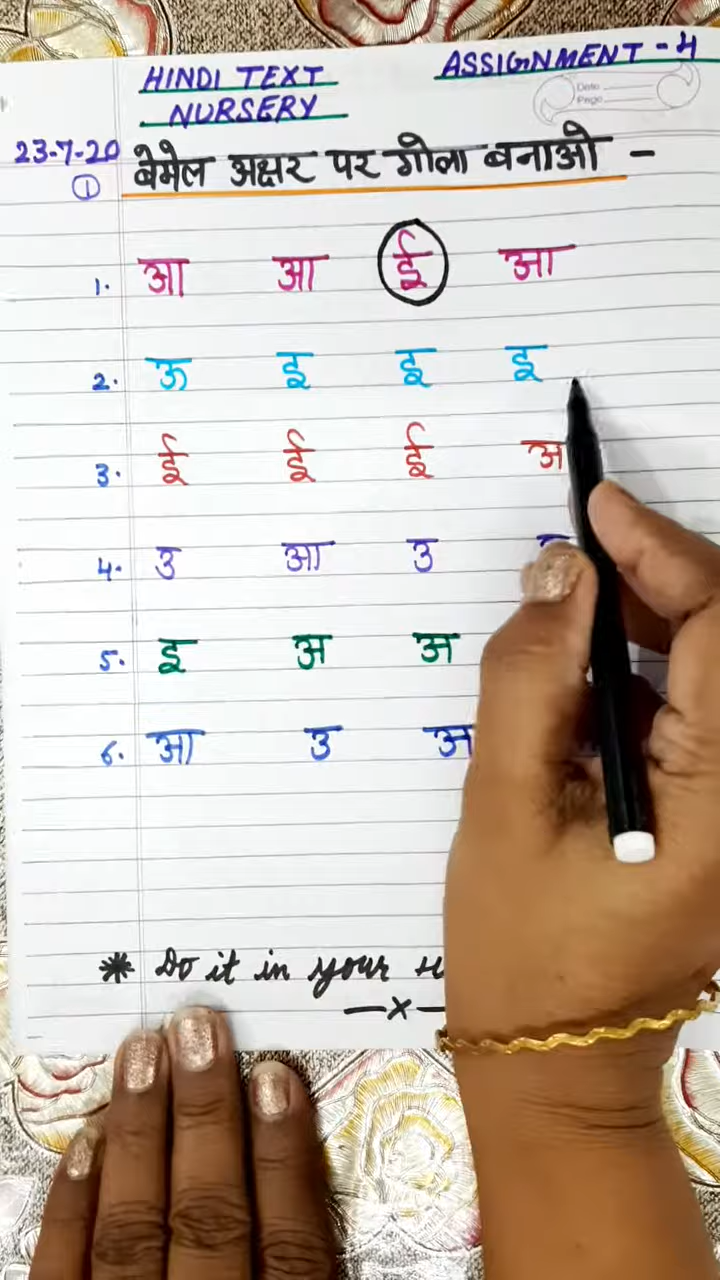 HINDI TEXT ASSIGNMENT - 4
NURSERY
Date
Page
23-7-20
① बेमेल अक्षर पर गोला बनाओ —
1. आ आ ई आ
2. ऊ इ इ इ
3. ई ई ई अ
4. उ आ उ
5. इ अ अ
6. आ उ अ
* Do it in your
—x—